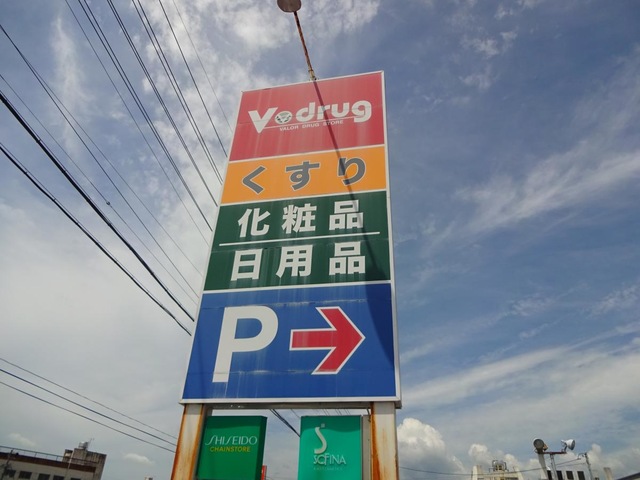 V drug
VALOR DRUG STORE
くすり
化粧品
日用品
P
SHISEIDO
CHAINSTORE
SOFINA